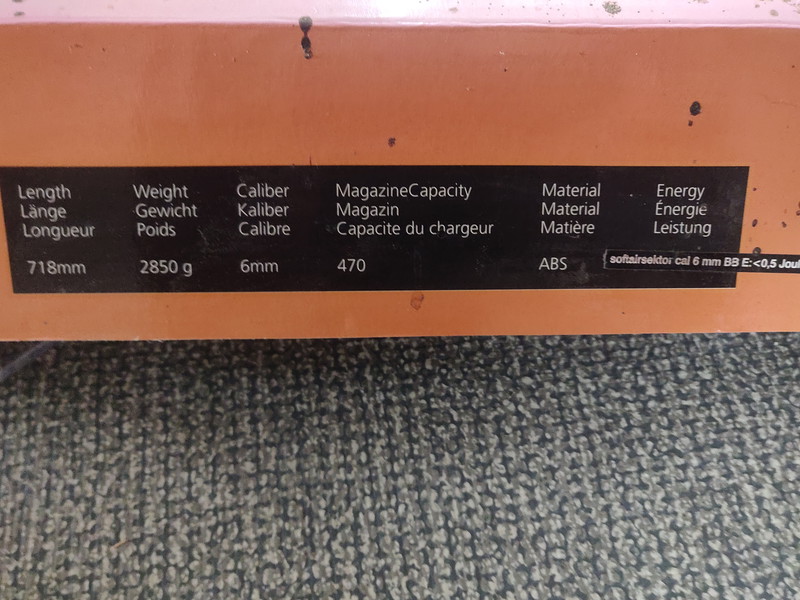 Length Weight Caliber MagazineCapacity Material Energy
Länge Gewicht Kaliber Magazin Material Énergie
Longueur Poids Calibre Capacite du chargeur Matière Leistung
718mm 2850 g 6mm 470 ABS softairsektor cal 6 mm BB E:<0,5 Joul